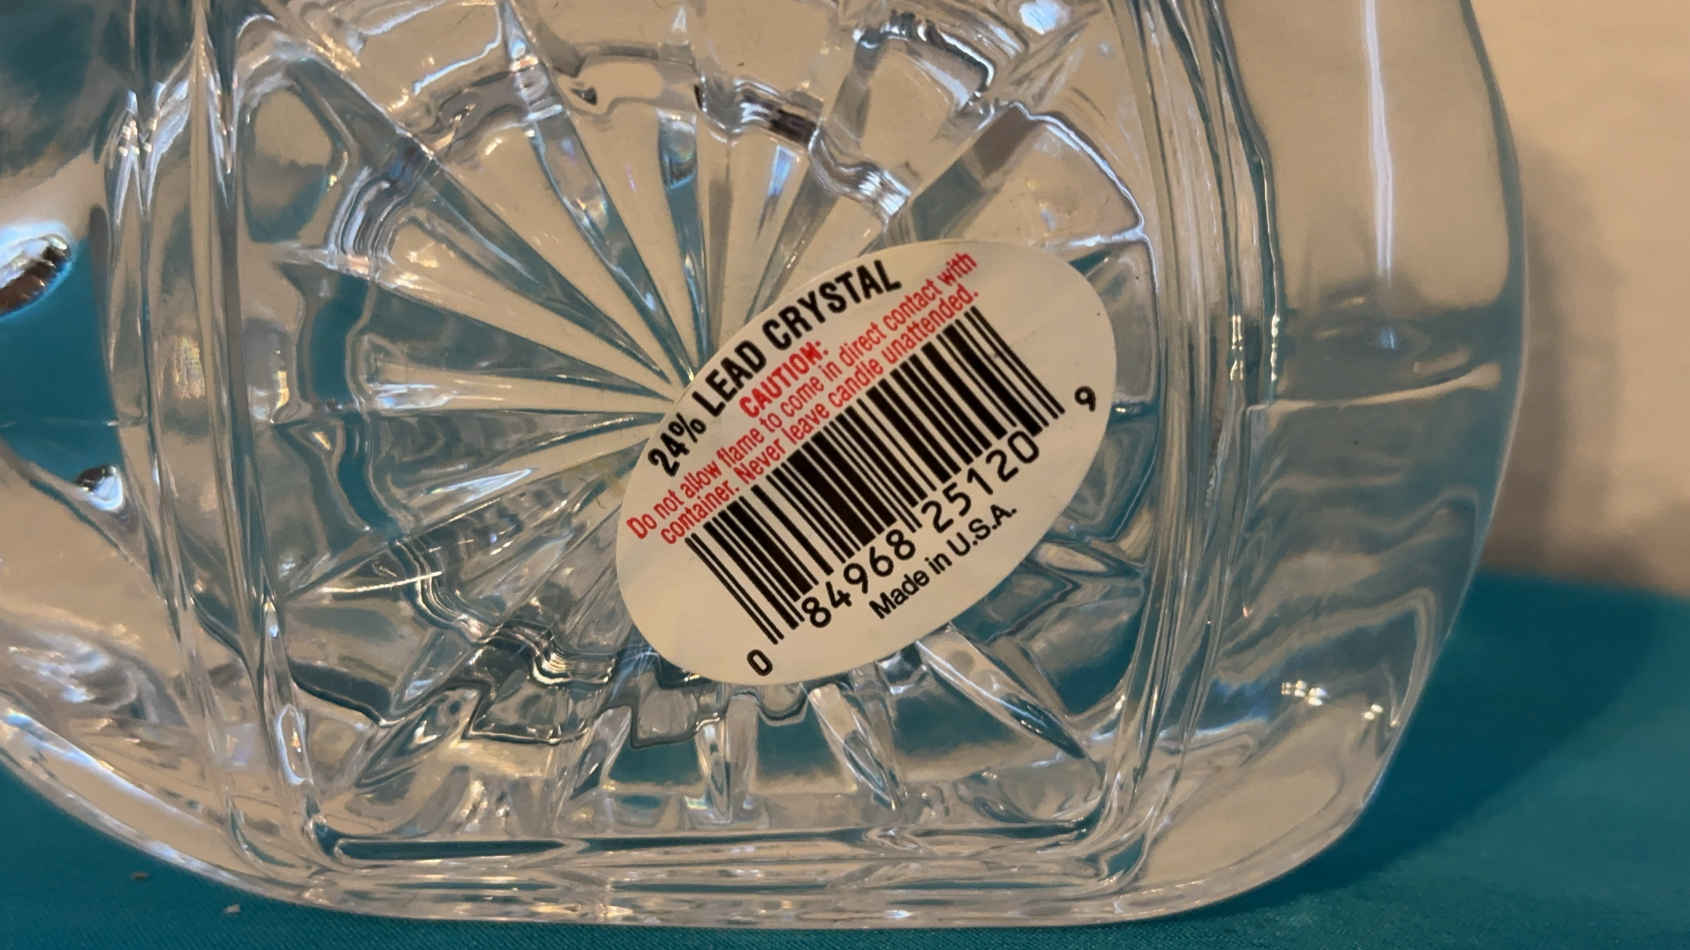 24% LEAD CRYSTAL
CAUTION:
Do not allow flame to come in direct contact with
container. Never leave candle unattended.
0 84968 25120 9
Made in U.S.A.